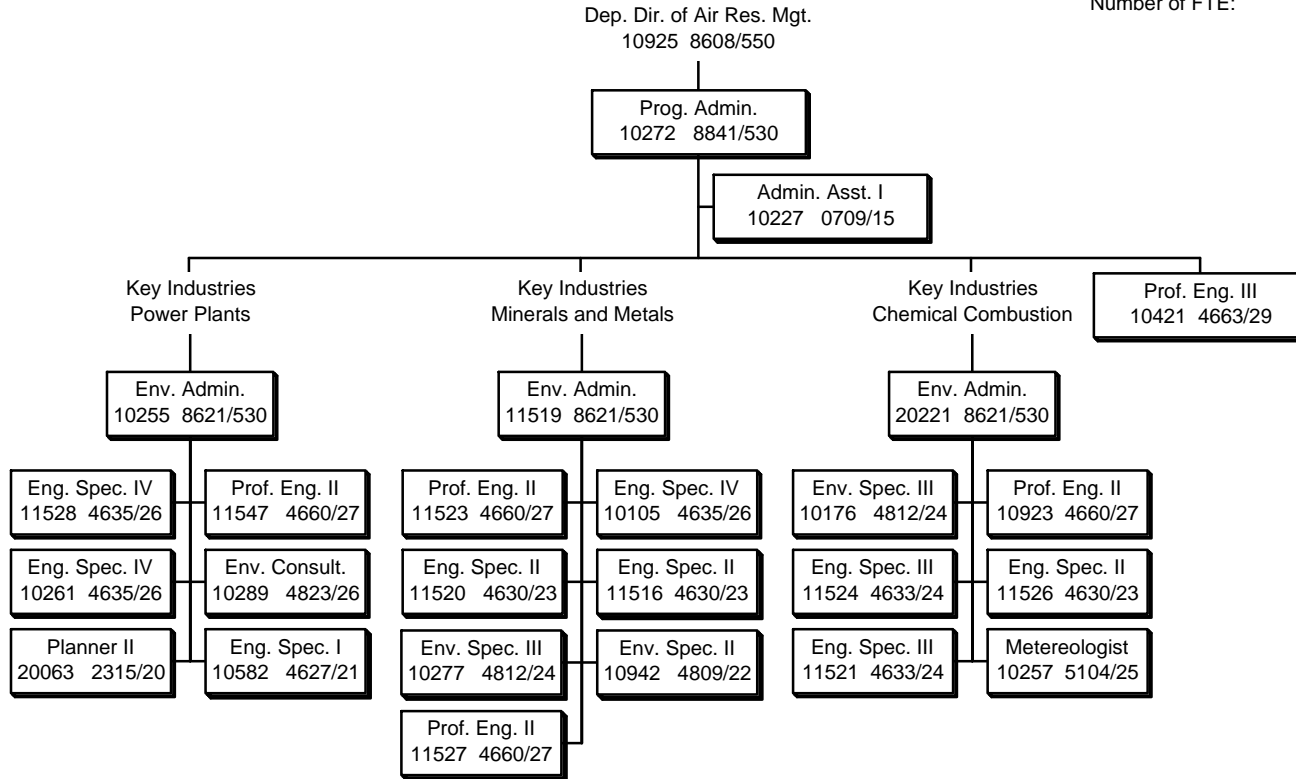 Number of FTE:
Dep. Dir. of Air Res. Mgt.
10925 8608/550
Prog. Admin.
10272 8841/530
Admin. Asst. I
10227 0709/15
Key Industries
Power Plants
Key Industries
Minerals and Metals
Key Industries
Chemical Combustion
Prof. Eng. III
10421 4663/29
Env. Admin.
10255 8621/530
Env. Admin.
11519 8621/530
Env. Admin.
20221 8621/530
Eng. Spec. IV
11528 4635/26
Prof. Eng. II
11547 4660/27
Eng. Spec. IV
10261 4635/26
Env. Consult.
10289 4823/26
Planner II
20063 2315/20
Eng. Spec. I
10582 4627/21
Prof. Eng. II
11523 4660/27
Eng. Spec. IV
10105 4635/26
Eng. Spec. II
11520 4630/23
Eng. Spec. II
11516 4630/23
Env. Spec. III
10277 4812/24
Env. Spec. II
10942 4809/22
Prof. Eng. II
11527 4660/27
Env. Spec. III
10176 4812/24
Prof. Eng. II
10923 4660/27
Eng. Spec. III
11524 4633/24
Eng. Spec. II
11526 4630/23
Eng. Spec. III
11521 4633/24
Metereologist
10257 5104/25